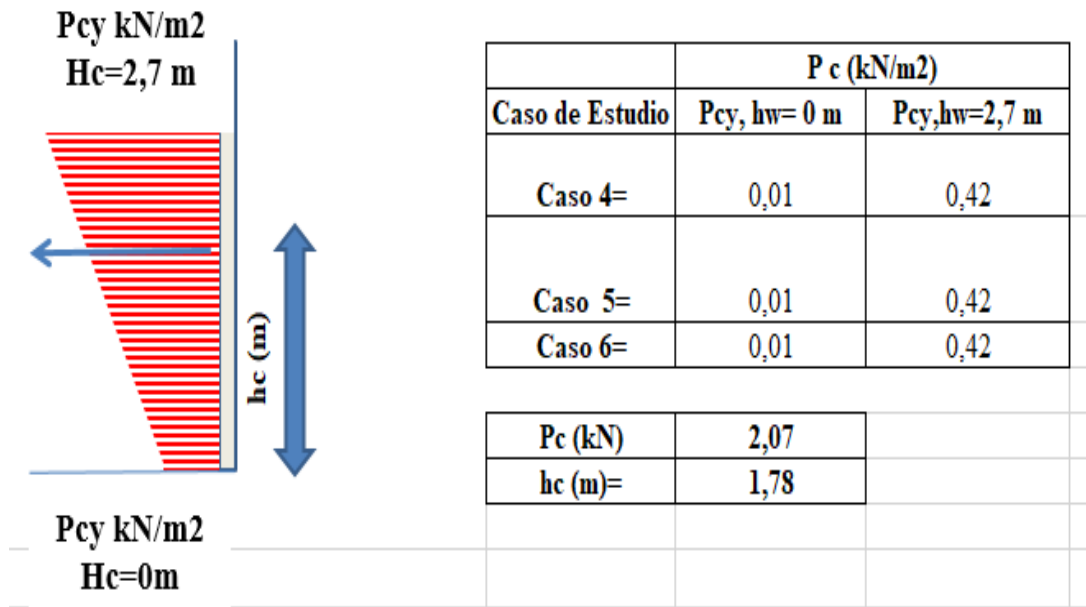 Pcy kN/m2
Hc=2,7 m
hc (m)
Pcy kN/m2
Hc=0m
P c (kN/m2)
Caso de Estudio Pcy, hw= 0 m Pcy,hw=2,7 m
Caso 4= 0,01 0,42
Caso 5= 0,01 0,42
Caso 6= 0,01 0,42
Pc (kN) 2,07
hc (m)= 1,78